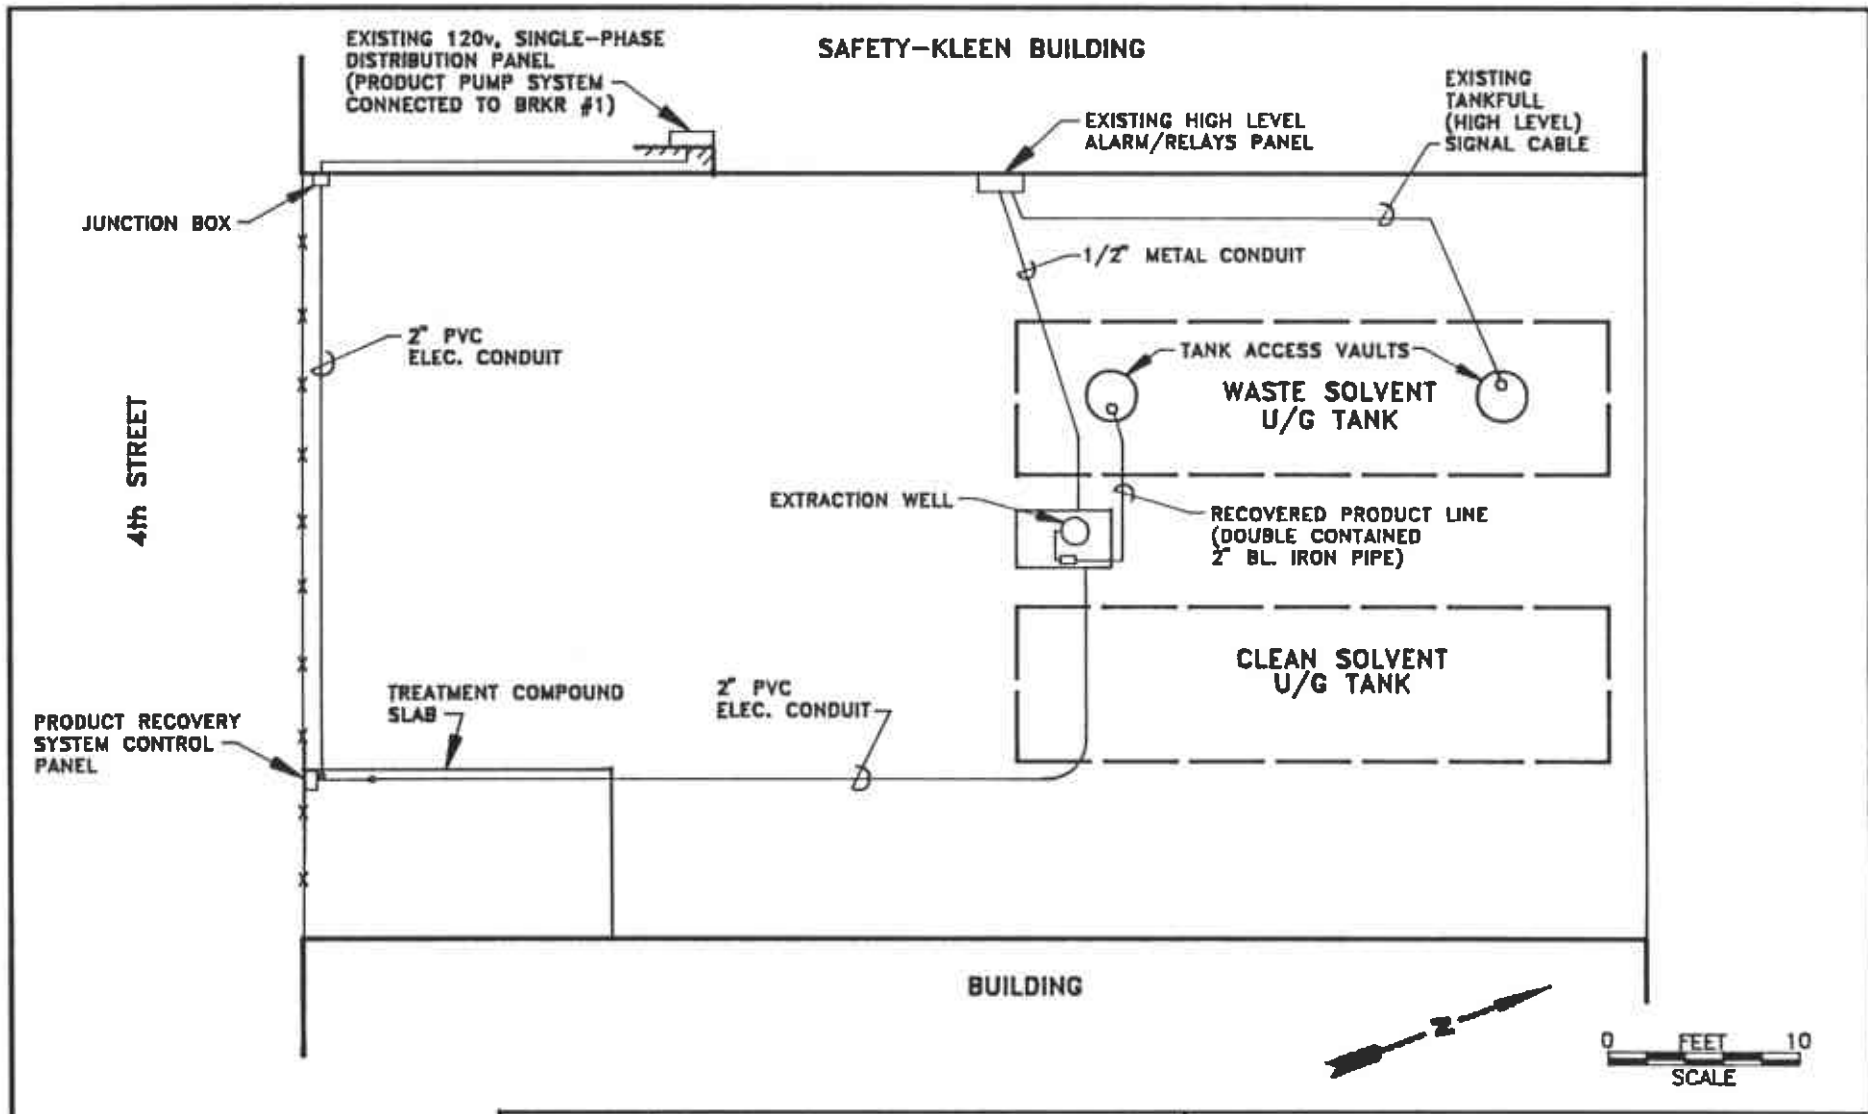 EXISTING 120v, SINGLE-PHASE
DISTRIBUTION PANEL
(PRODUCT PUMP SYSTEM
CONNECTED TO BRKR #1)
SAFETY-KLEEN BUILDING
EXISTING
TANKFULL
(HIGH LEVEL)
SIGNAL CABLE
EXISTING HIGH LEVEL
ALARM/RELAYS PANEL
JUNCTION BOX
1/2" METAL CONDUIT
2" PVC
ELEC. CONDUIT
TANK ACCESS VAULTS
WASTE SOLVENT
U/G TANK
4th STREET
EXTRACTION WELL
RECOVERED PRODUCT LINE
(DOUBLE CONTAINED
2" BL. IRON PIPE)
CLEAN SOLVENT
U/G TANK
TREATMENT COMPOUND
SLAB
2" PVC
ELEC. CONDUIT
PRODUCT RECOVERY
SYSTEM CONTROL
PANEL
BUILDING
N
0 FEET 10
SCALE